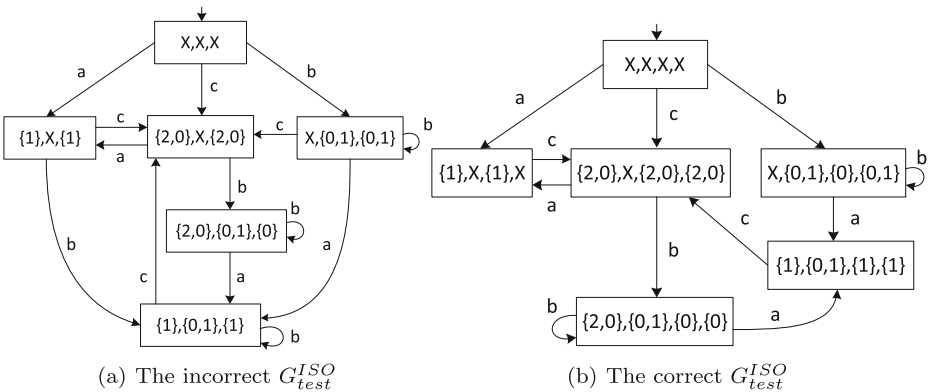 X,X,X
a
c
b
{1},X,{1}
c
a
{2,0},X,{2,0}
c
X,{0,1},{0,1}
b
b
{2,0},{0,1},{0}
b
b
a
a
c
{1},{0,1},{1}
b
(a) The incorrect G_{test}^{ISO}
X,X,X,X
a
c
b
{1},X,{1},X
c
a
{2,0},X,{2,0},{2,0}
X,{0,1},{0},{0,1}
b
a
c
b
{1},{0,1},{1},{1}
b
{2,0},{0,1},{0},{0}
a
(b) The correct G_{test}^{ISO}